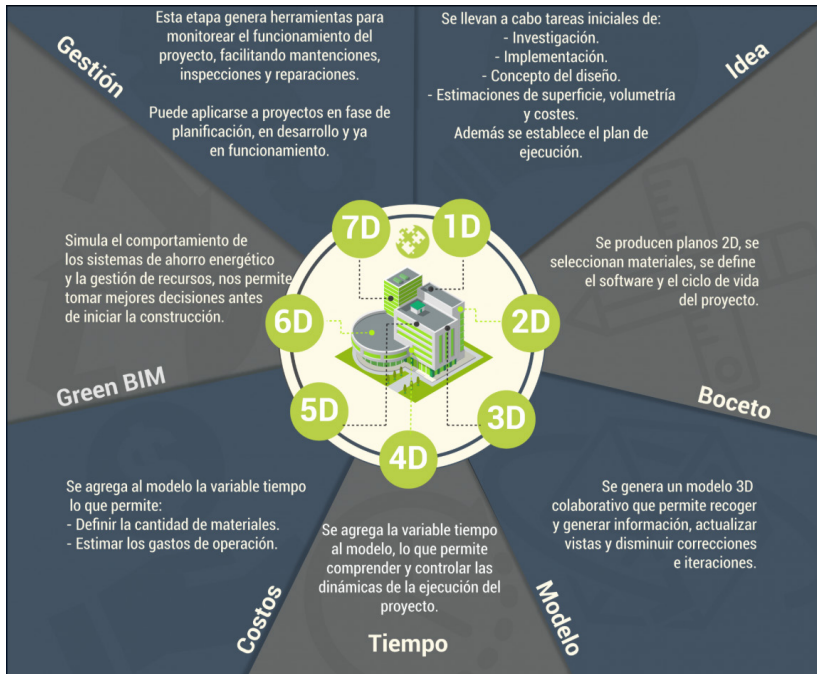 Idea
Se llevan a cabo tareas iniciales de:
- Investigación.
- Implementación.
- Concepto del diseño.
- Estimaciones de superficie, volumetría
y costes.
Además se establece el plan de
ejecución.
1D
Boceto
Se producen planos 2D, se
seleccionan materiales, se define
el software y el ciclo de vida
del proyecto.
2D
Modelo
Se genera un modelo 3D
colaborativo que permite recoger
y generar información, actualizar
vistas y disminuir correcciones
e iteraciones.
3D
Tiempo
Se agrega la variable tiempo
al modelo, lo que permite
comprender y controlar las
dinámicas de la ejecución del
proyecto.
4D
Costos
Se agrega al modelo la variable tiempo
lo que permite:
- Definir la cantidad de materiales.
- Estimar los gastos de operación.
5D
Green BIM
Simula el comportamiento de
los sistemas de ahorro energético
y la gestión de recursos, nos permite
tomar mejores decisiones antes
de iniciar la construcción.
6D
Gestión
Esta etapa genera herramientas para
monitorear el funcionamiento del
proyecto, facilitando mantenciones,
inspecciones y reparaciones.
Puede aplicarse a proyectos en fase de
planificación, en desarrollo y ya
en funcionamiento.
7D